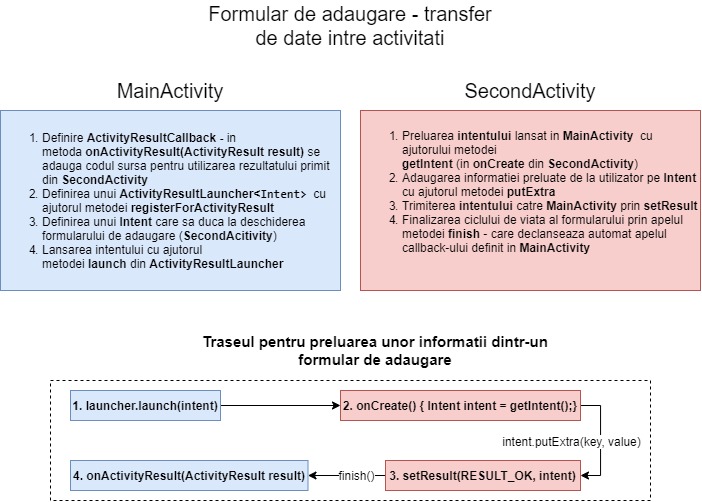 Formular de adaugare - transfer
de date intre activitati
MainActivity
1. Definire ActivityResultCallback - in
metoda onActivityResult(ActivityResult result) se
adauga codul sursa pentru utilizarea rezultatului primit
din SecondActivity
2. Definirea unui ActivityResultLauncher<Intent> cu
ajutorul metodei registerForActivityResult
3. Definirea unui Intent care sa duca la deschiderea
formularului de adaugare (SecondAcitivity)
4. Lansarea intentului cu ajutorul
metodei launch din ActivityResultLauncher
SecondActivity
1. Preluarea intentului lansat in MainActivity cu
ajutorul metodei
getIntent (in onCreate din SecondActivity)
2. Adaugarea informatiei preluate de la utilizator pe Intent
cu ajutorul metodei putExtra
3. Trimiterea intentului catre MainActivity prin setResult
4. Finalizarea ciclului de viata al formularului prin apelul
metodei finish - care declanseaza automat apelul
callback-ului definit in MainActivity
Traseul pentru preluarea unor informatii dintr-un
formular de adaugare
1. launcher.launch(intent)
2. onCreate() { Intent intent = getIntent();}
intent.putExtra(key, value)
3. setResult(RESULT_OK, intent)
finish()
4. onActivityResult(ActivityResult result)